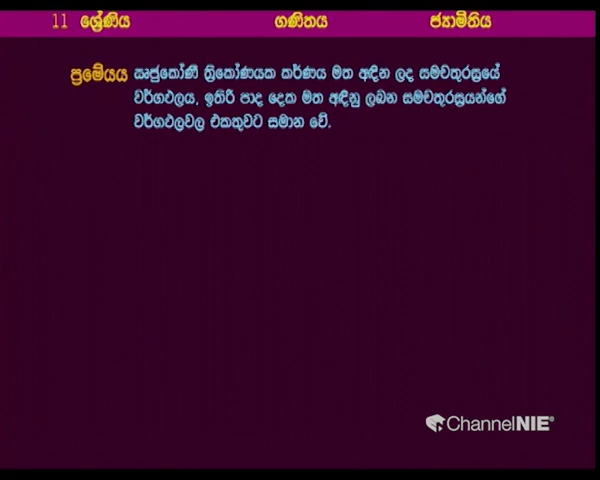 11 ශ්‍රේණිය ගණිතය ජ්‍යාමිතිය
ප්‍රමේයය ඍජුකෝණී ත්‍රිකෝණයක කර්ණය මත අඳින ලද සමචතුරස්‍රයේ
වර්ගඵලය, ඉතිරි පාද දෙක මත අඳිනු ලබන සමචතුරස්‍රයන්ගේ
වර්ගඵලවල එකතුවට සමාන වේ.
ChannelNIE®